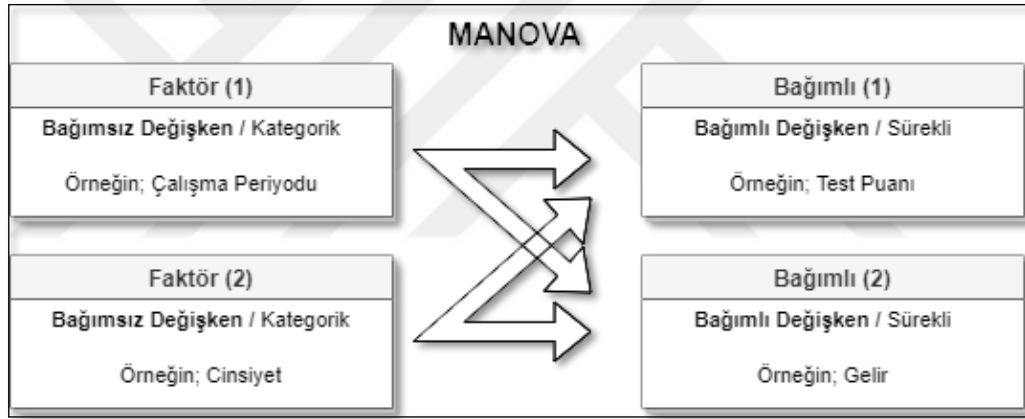 MANOVA
Faktör (1)
Bağımsız Değişken / Kategorik
Örneğin; Çalışma Periyodu
Bağımlı (1)
Bağımlı Değişken / Sürekli
Örneğin; Test Puanı
Faktör (2)
Bağımsız Değişken / Kategorik
Örneğin; Cinsiyet
Bağımlı (2)
Bağımlı Değişken / Sürekli
Örneğin; Gelir